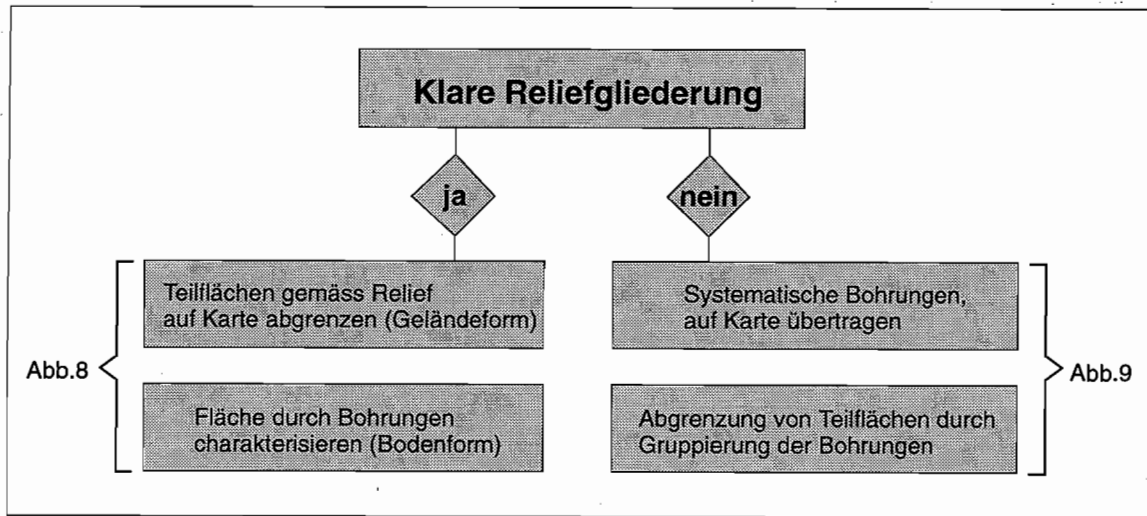 Klare Reliefgliederung
ja
nein
Abb.8
Teilflächen gemäss Relief
auf Karte abgrenzen (Geländeform)
Fläche durch Bohrungen
charakterisieren (Bodenform)
Systematische Bohrungen,
auf Karte übertragen
Abgrenzung von Teilflächen durch
Gruppierung der Bohrungen
Abb.9